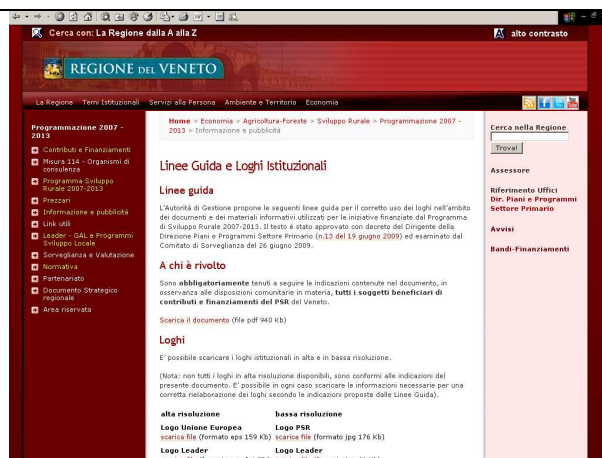 Cerca con: La Regione dalla A alla Z
alto contrasto
REGIONE DEL VENETO
La Regione Temi Istituzionali Servizi alla Persona Ambiente e Territorio Economia
Programmazione 2007 -
2013
Contributi e Finanziamenti
Misura 114 - Organismi di
consulenza
Programma Sviluppo
Rurale 2007-2013
Prezzari
Informazione e pubblicità
Link utili
Leader - GAL e Programmi
Sviluppo Locale
Sorveglianza e Valutazione
Normativa
Partenariato
Documento Strategico
regionale
Area riservata
Home > Economia > Agricoltura-Foreste > Sviluppo Rurale > Programmazione 2007 -
2013 > Informazione e pubblicità
Linee Guida e Loghi Istituzionali
Linee guida
L'Autorità di Gestione propone le seguenti linee guida per il corretto uso dei loghi nell'ambito
dei documenti e dei materiali informativi utilizzati per le iniziative finanziate dal Programma
di Sviluppo Rurale 2007-2013. Il testo è stato approvato con decreto del Dirigente della
Direzione Piani e Programmi Settore Primario (n.13 del 19 giugno 2009) ed esaminato dal
Comitato di Sorveglianza del 26 giugno 2009.
A chi è rivolto
Sono obbligatoriamente tenuti a seguire le indicazioni contenute nel documento, in
osservanza alle disposizioni comunitarie in materia, tutti i soggetti beneficiari di
contributi e finanziamenti del PSR del Veneto.
Scarica il documento (file pdf 940 Kb)
Loghi
E' possibile scaricare i loghi istituzionali in alta e in bassa risoluzione.
(Nota: non tutti i loghi in alta risoluzione disponibili, sono conformi alle indicazioni del
presente documento. E' possibile in ogni caso scaricare le informazioni necessarie per una
corretta rielaborazione dei loghi secondo le indicazioni proposte dalle Linee Guida).
alta risoluzione bassa risoluzione
Logo Unione Europea Logo PSR
scarica file (formato eps 159 Kb) scarica file (formato jpg 176 Kb)
Logo Leader Logo Leader
Cerca nella Regione
Trova!
Assessore
Riferimento Uffici
Dir. Piani e Programmi
Settore Primario
Avvisi
Bandi-Finanziamenti